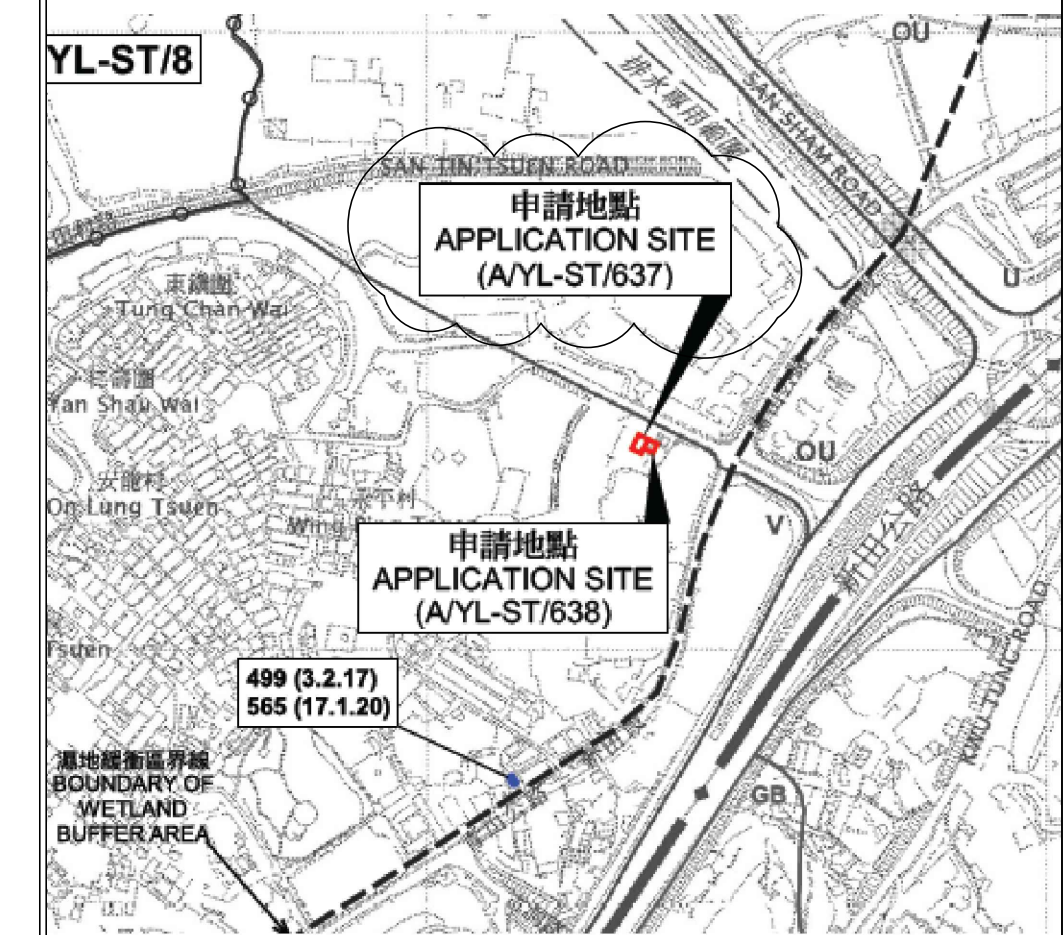 YL-ST/8
OU
排水專用範圍
SAN SHAM ROAD
SAN TIN TSUEN ROAD
申請地點
APPLICATION SITE
(A/YL-ST/637)
U
東鎮圍
Tung Chan Wai
仁壽圍
Yan Shau Wai
OU
安龍村
On Lung Tsuen
永平村
Wing Ping Tsuen
V
新田公路
申請地點
APPLICATION SITE
(A/YL-ST/638)
Tsuen
499 (3.2.17)
565 (17.1.20)
KWU TUNG ROAD
濕地緩衝區界線
BOUNDARY OF
WETLAND
BUFFER AREA
GB